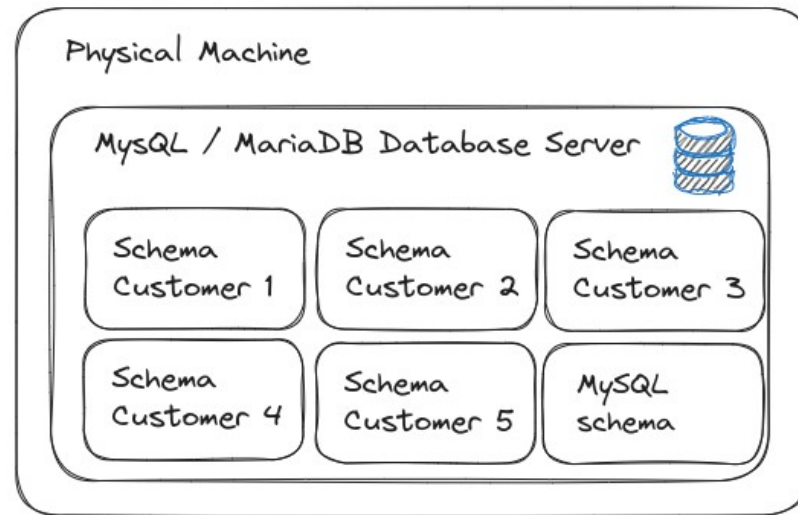 Physical Machine
MysQL / MariaDB Database Server
Schema
Customer 1
Schema
Customer 2
Schema
Customer 3
Schema
Customer 4
Schema
Customer 5
MySQL
schema